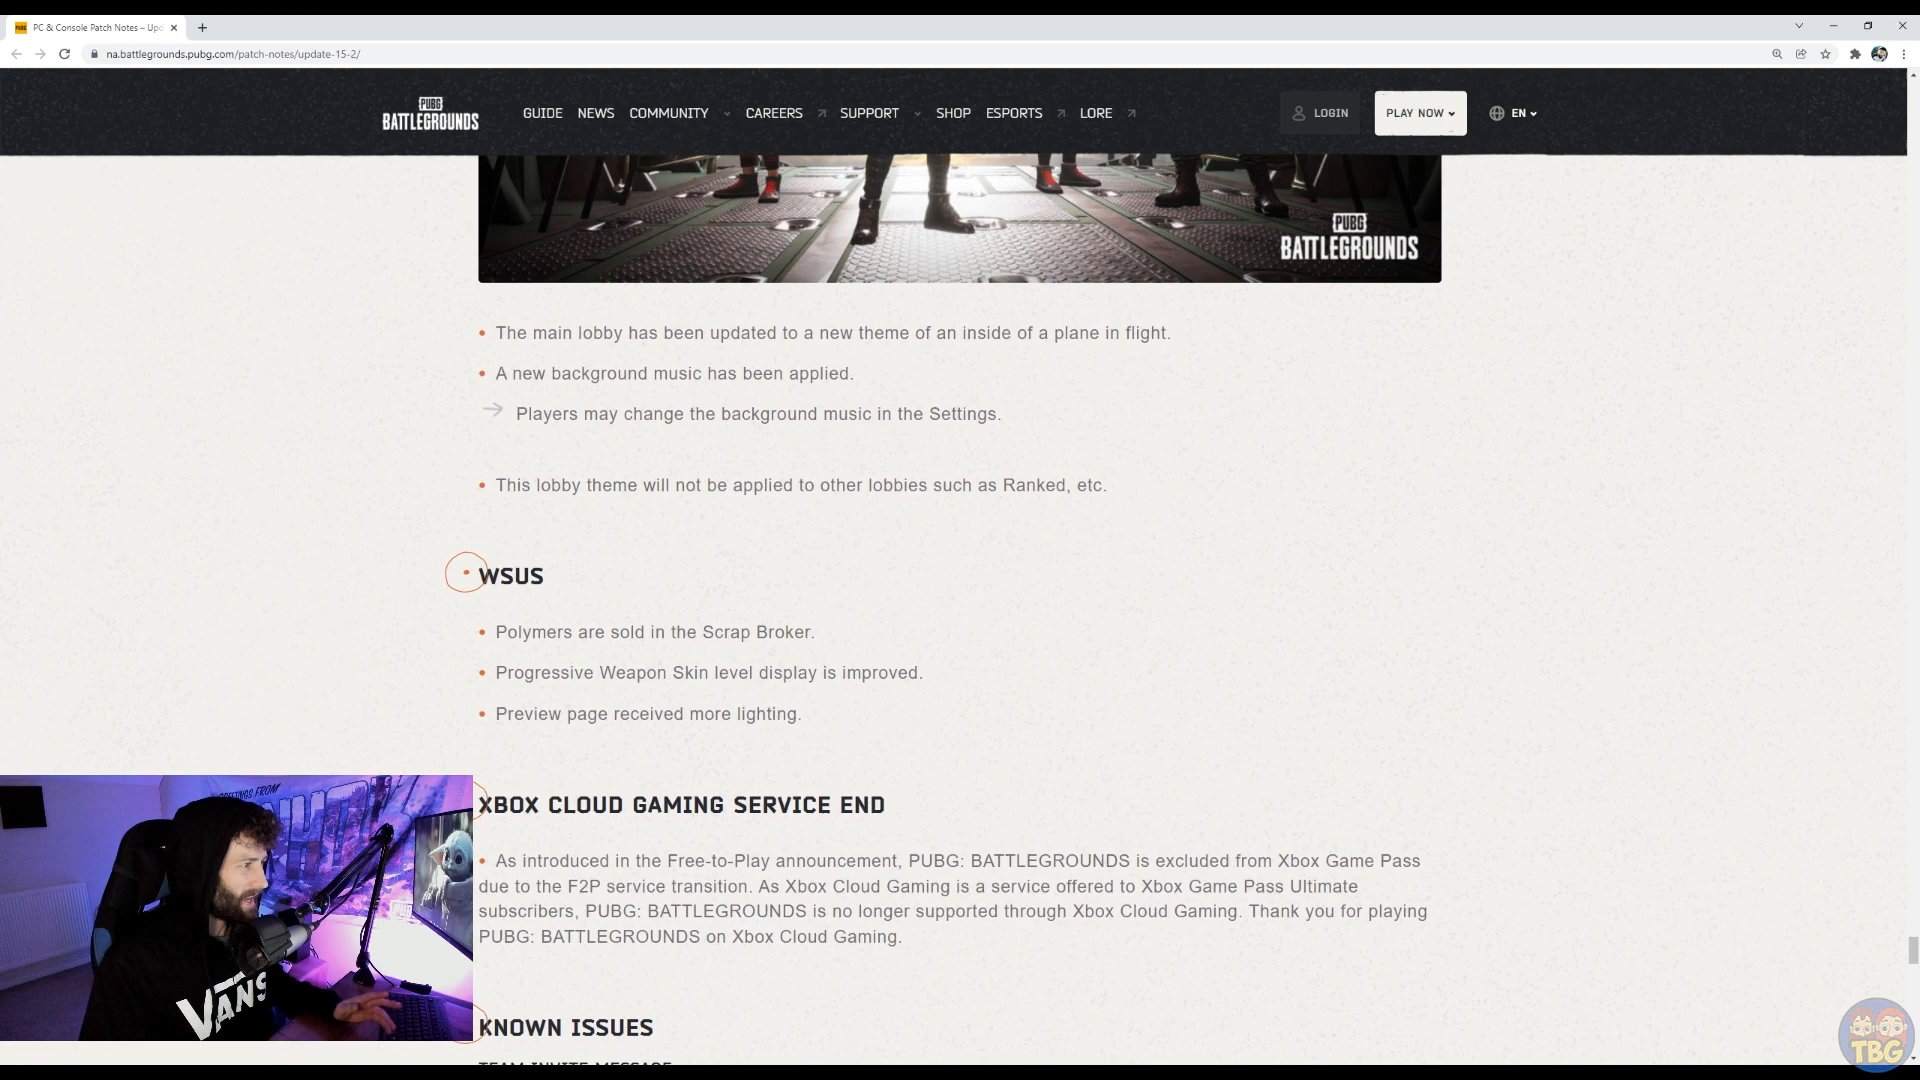 PC & Console Patch Notes – Upd
na.battlegrounds.pubg.com/patch-notes/update-15-2/
PUBG
BATTLEGROUNDS
GUIDE
NEWS
COMMUNITY
CAREERS
SUPPORT
SHOP
ESPORTS
LORE
LOGIN
PLAY NOW
EN
PUBG
BATTLEGROUNDS
The main lobby has been updated to a new theme of an inside of a plane in flight.
A new background music has been applied.
Players may change the background music in the Settings.
This lobby theme will not be applied to other lobbies such as Ranked, etc.
WSUS
Polymers are sold in the Scrap Broker.
Progressive Weapon Skin level display is improved.
Preview page received more lighting.
XBOX CLOUD GAMING SERVICE END
As introduced in the Free-to-Play announcement, PUBG: BATTLEGROUNDS is excluded from Xbox Game Pass
due to the F2P service transition. As Xbox Cloud Gaming is a service offered to Xbox Game Pass Ultimate
subscribers, PUBG: BATTLEGROUNDS is no longer supported through Xbox Cloud Gaming. Thank you for playing
PUBG: BATTLEGROUNDS on Xbox Cloud Gaming.
KNOWN ISSUES
TEAM INVITE MESSAGE
GREETINGS FROM
VANS
TBG